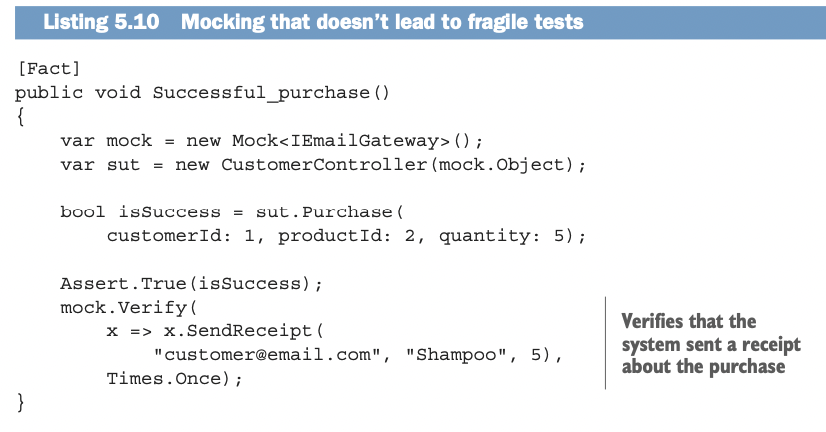 Listing 5.10 Mocking that doesn’t lead to fragile tests
[Fact]
public void Successful_purchase()
{
    var mock = new Mock<IEmailGateway>();
    var sut = new CustomerController(mock.Object);
    bool isSuccess = sut.Purchase(
        customerId: 1, productId: 2, quantity: 5);
    Assert.True(isSuccess);
    mock.Verify(
        x => x.SendReceipt(
            "customer@email.com", "Shampoo", 5),
        Times.Once);
}
Verifies that the
system sent a receipt
about the purchase